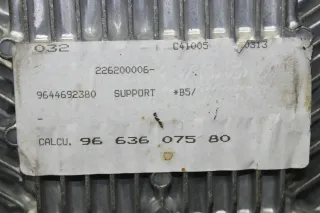 032 C41005 0313
226200006-
9644692380 SUPPORT *B5/
-
CALCU. 96 636 075 80